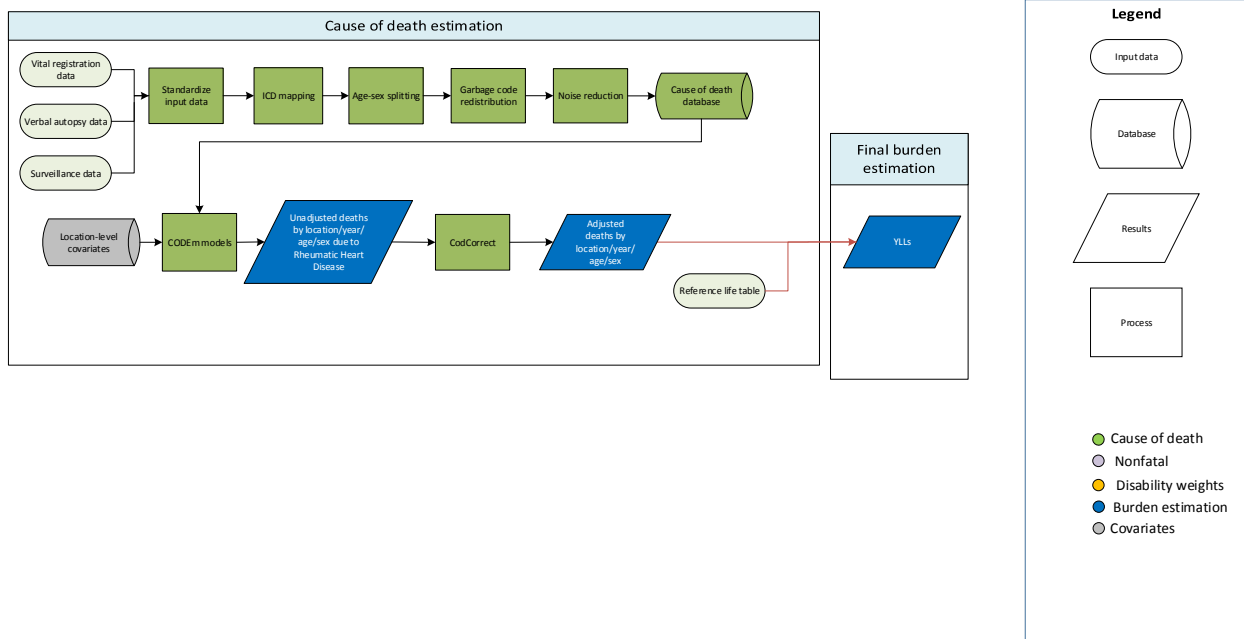 Cause of death estimation
Vital registration
data
Verbal autopsy data
Surveillance data
Standardize
input data
ICD mapping
Age-sex splitting
Garbage code
redistribution
Noise reduction
Cause of death
database
Location-level
covariates
CODEm models
Unadjusted deaths
by location/year/
age/sex due to
Rheumatic Heart
Disease
CodCorrect
Adjusted
deaths by
location/year/
age/sex
Reference life table
Final burden
estimation
YLLs
Legend
Input data
Database
Results
Process
Cause of death
Nonfatal
Disability weights
Burden estimation
Covariates